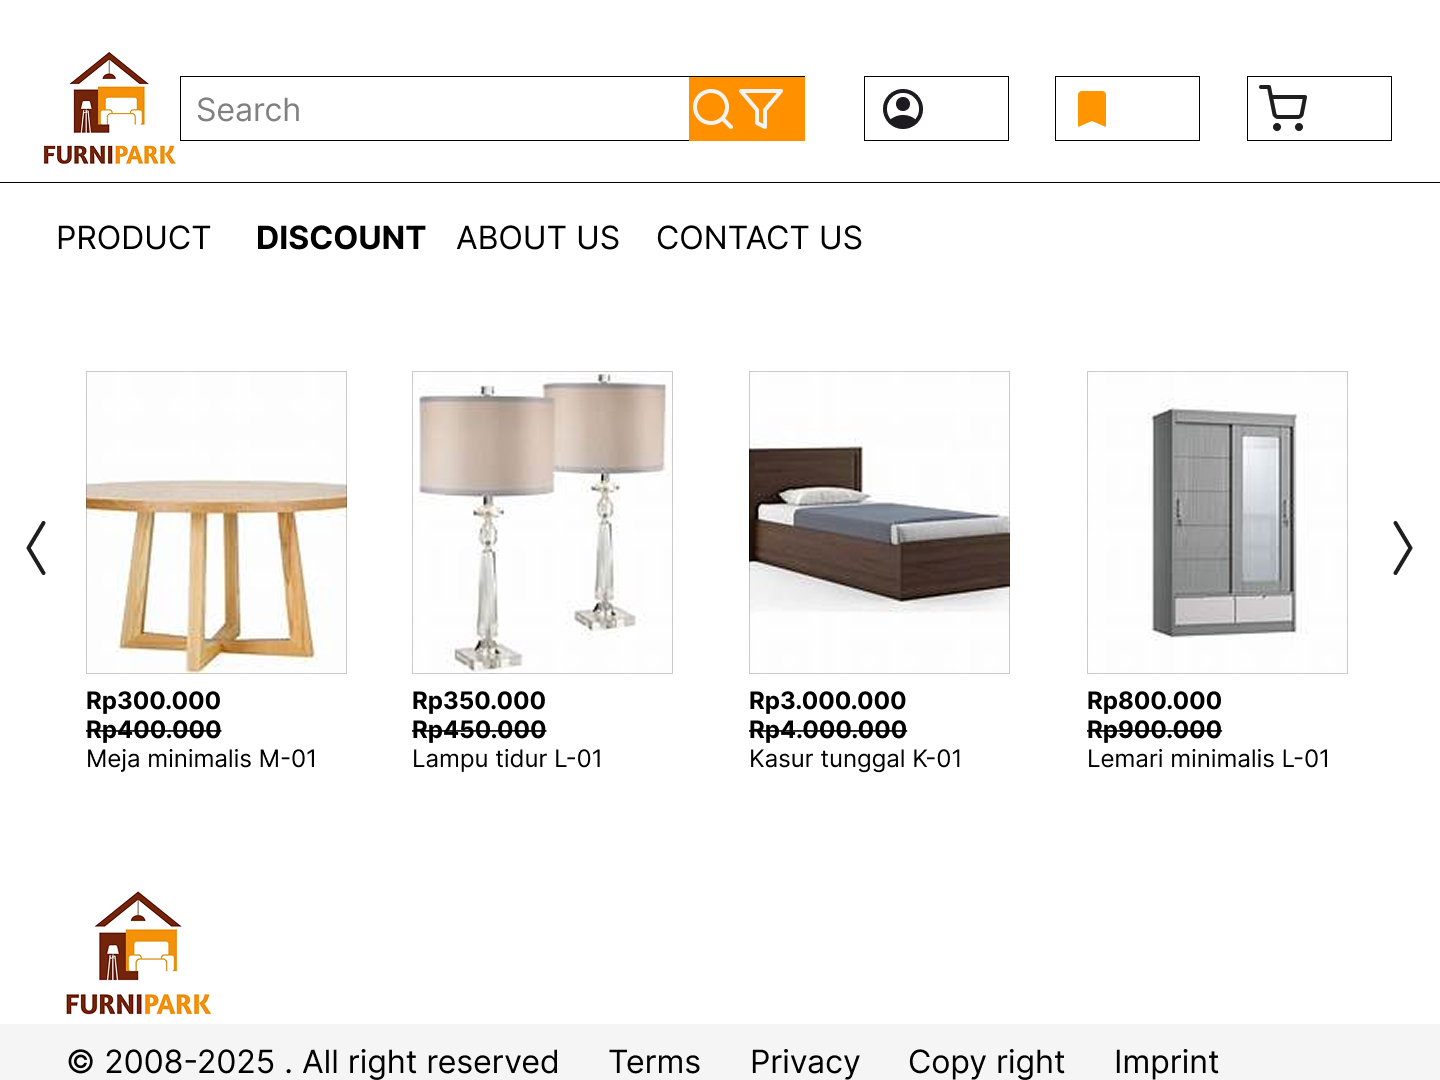 FURNIPARK
Search
PRODUCT DISCOUNT ABOUT US CONTACT US
Rp300.000
Rp400.000
Meja minimalis M-01
Rp350.000
Rp450.000
Lampu tidur L-01
Rp3.000.000
Rp4.000.000
Kasur tunggal K-01
Rp800.000
Rp900.000
Lemari minimalis L-01
FURNIPARK
© 2008-2025 . All right reserved Terms Privacy Copy right Imprint